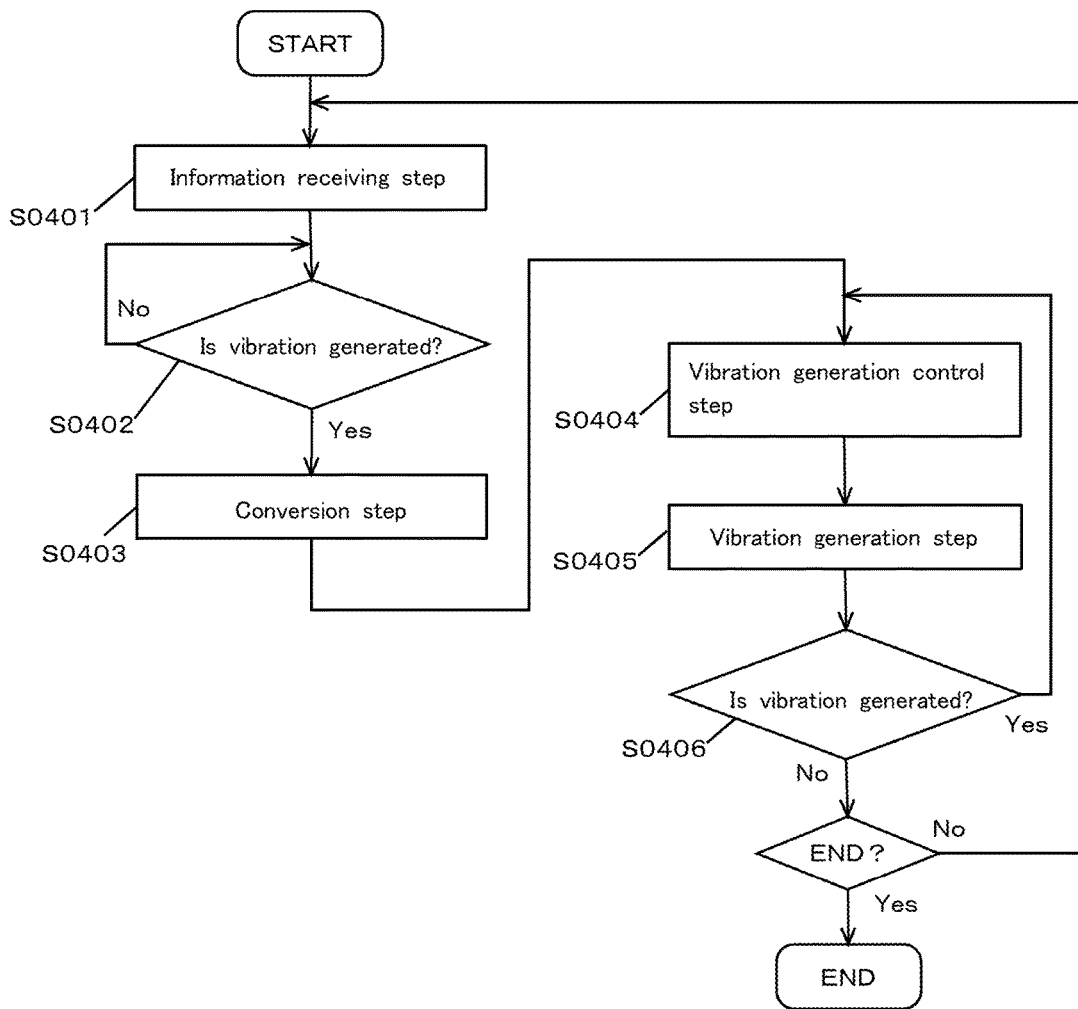 START
Information receiving step
S0401
No
Is vibration generated?
S0402
Yes
Conversion step
S0403
Vibration generation control
step
S0404
Vibration generation step
S0405
Is vibration generated?
Yes
S0406
No
END?
No
Yes
END